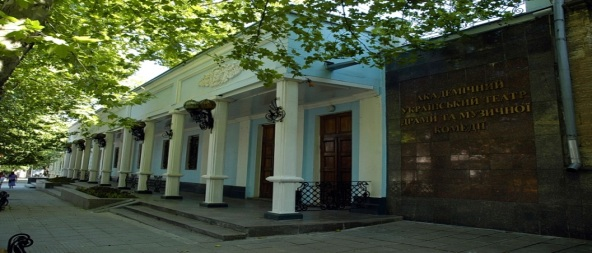 АКАДЕМІЧНИЙ
УКРАЇНСЬКИЙ ТЕАТР
ДРАМИ ТА МУЗИЧНОЇ
КОМЕДІЇ